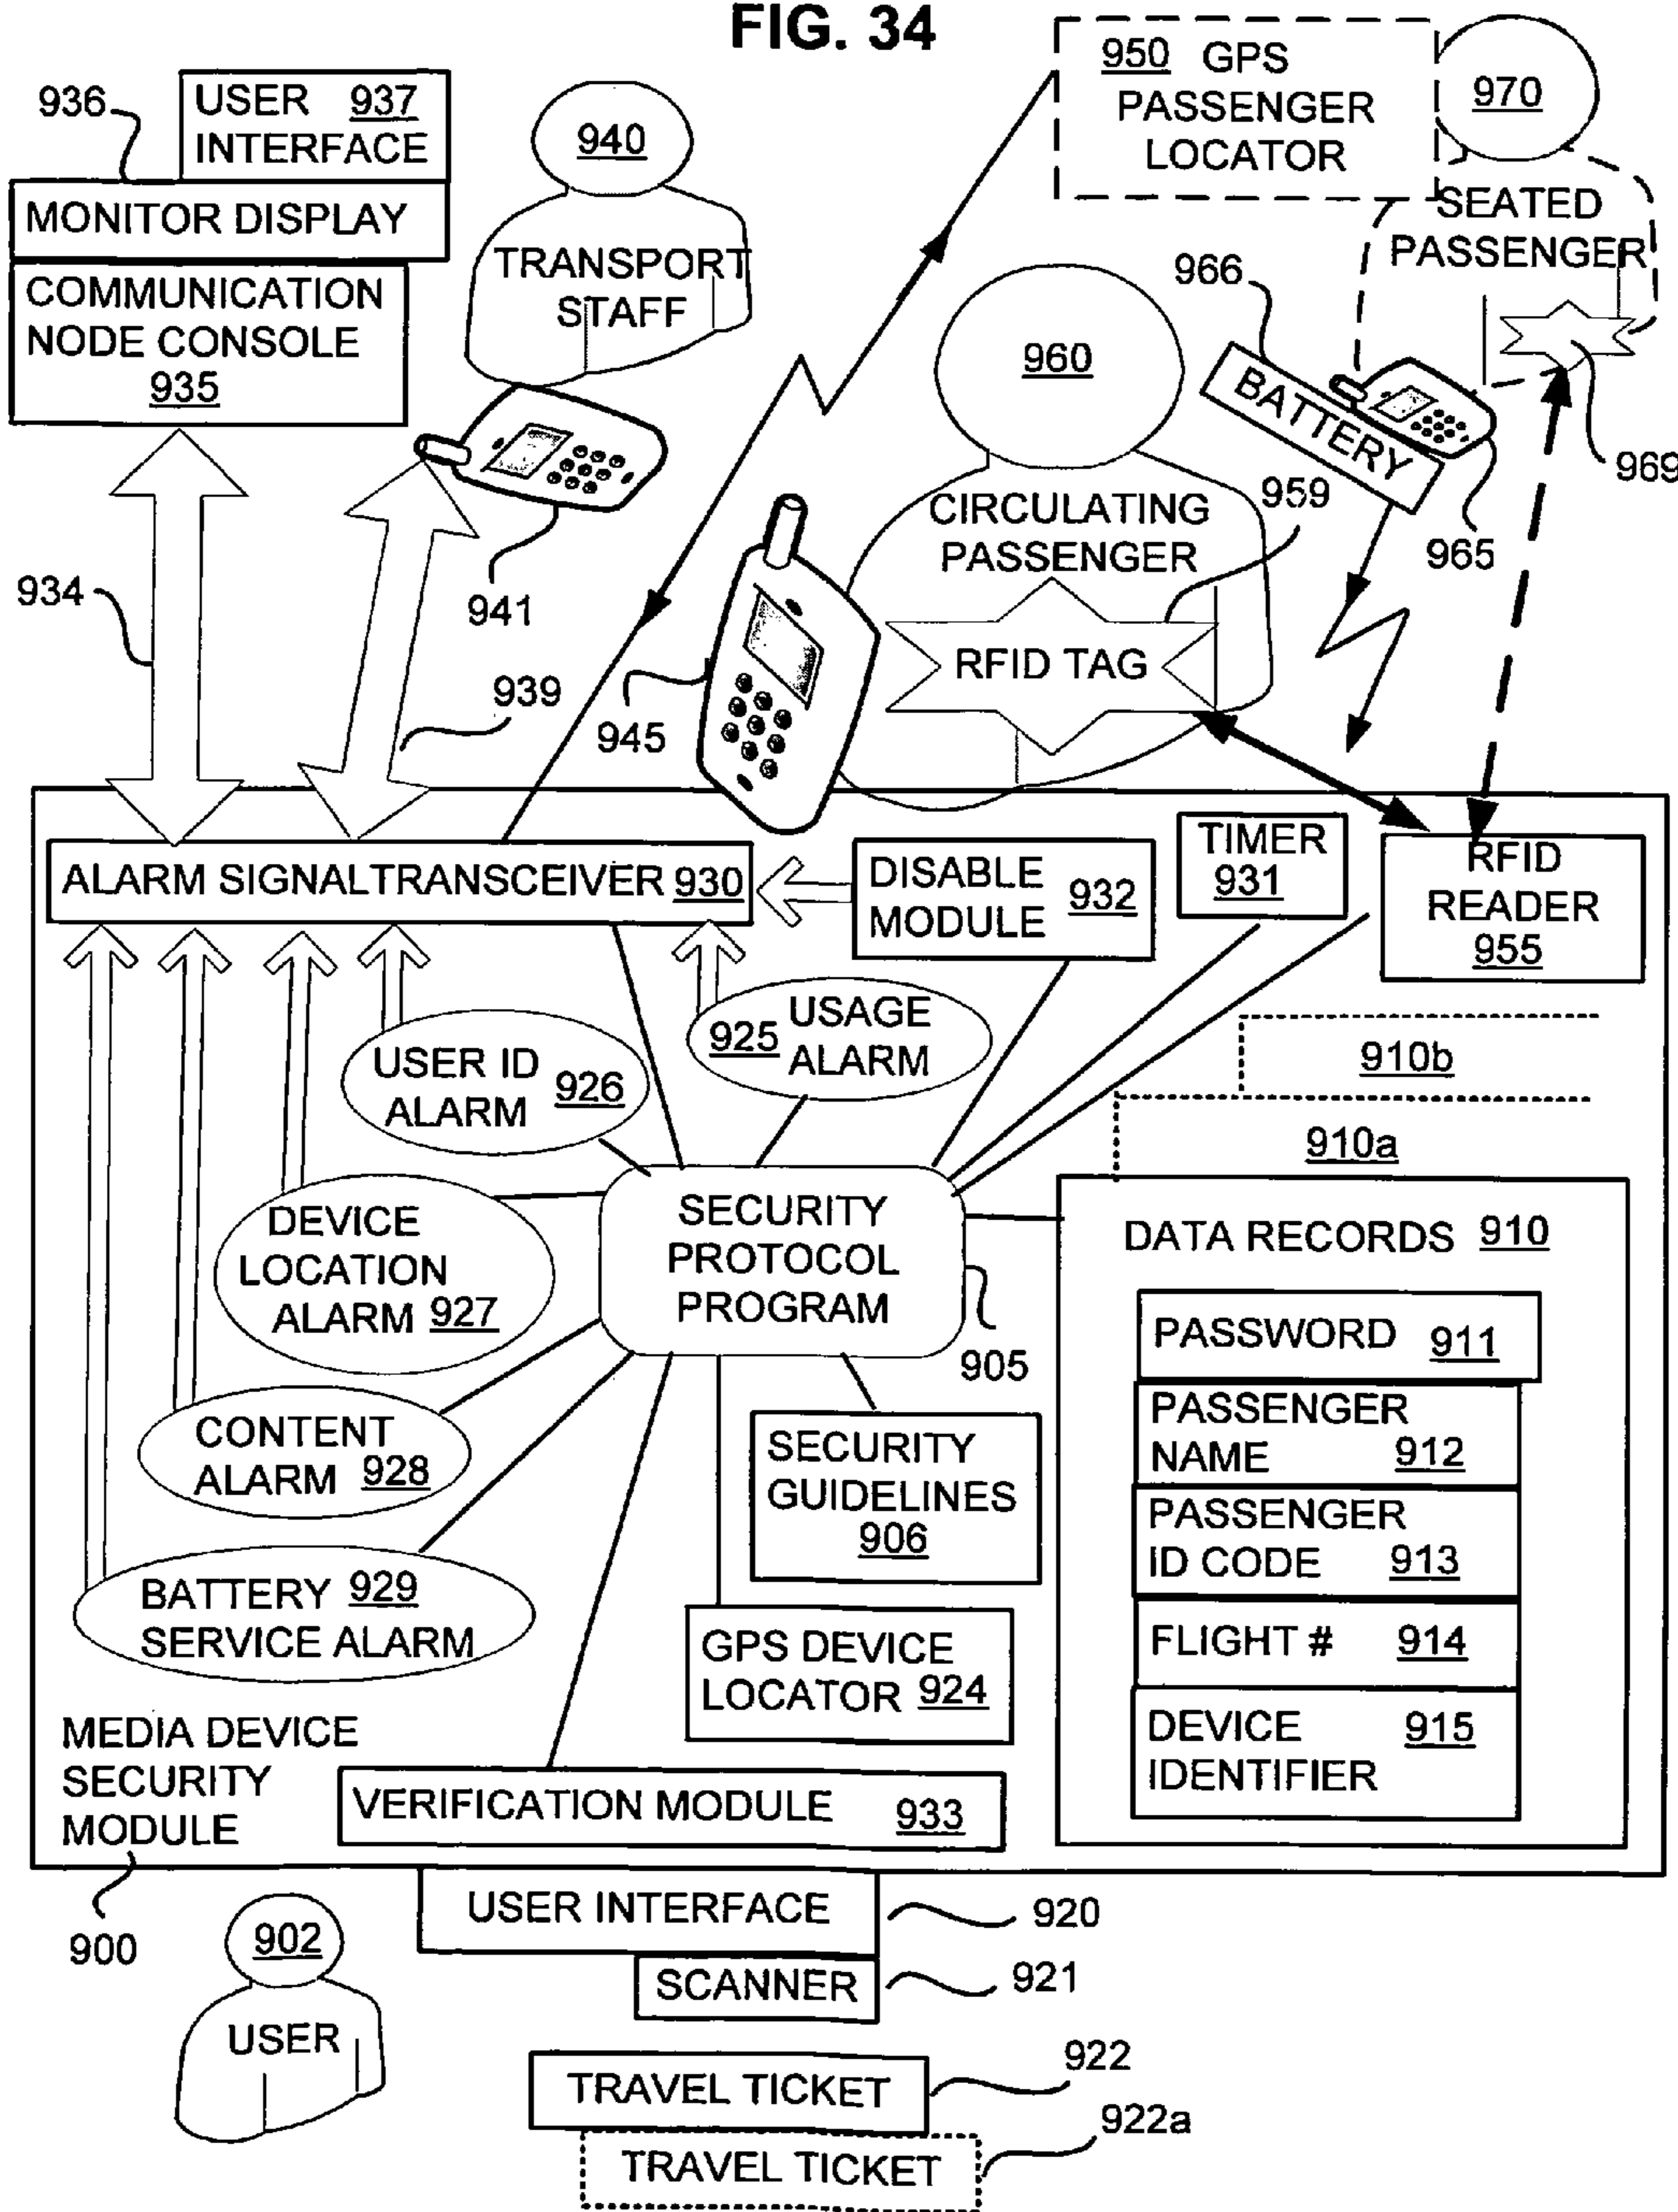 FIG. 34
936
USER 937
INTERFACE
MONITOR DISPLAY
COMMUNICATION
NODE CONSOLE
935
940
TRANSPORT
STAFF
941
934
939
950 GPS
PASSENGER
LOCATOR
970
SEATED
PASSENGER
966
BATTERY
965
969
960
CIRCULATING
PASSENGER
959
RFID TAG
945
ALARM SIGNALTRANSCEIVER 930
DISABLE
MODULE 932
TIMER
931
RFID
READER
955
USER ID
ALARM 926
925 USAGE
ALARM
910b
910a
DEVICE
LOCATION
ALARM 927
SECURITY
PROTOCOL
PROGRAM
905
CONTENT
ALARM 928
BATTERY 929
SERVICE ALARM
SECURITY
GUIDELINES
906
GPS DEVICE
LOCATOR 924
DATA RECORDS 910
PASSWORD 911
PASSENGER
NAME 912
PASSENGER
ID CODE 913
FLIGHT # 914
DEVICE 915
IDENTIFIER
MEDIA DEVICE
SECURITY
MODULE
900
VERIFICATION MODULE 933
USER INTERFACE 920
SCANNER 921
902
USER
TRAVEL TICKET 922
TRAVEL TICKET 922a